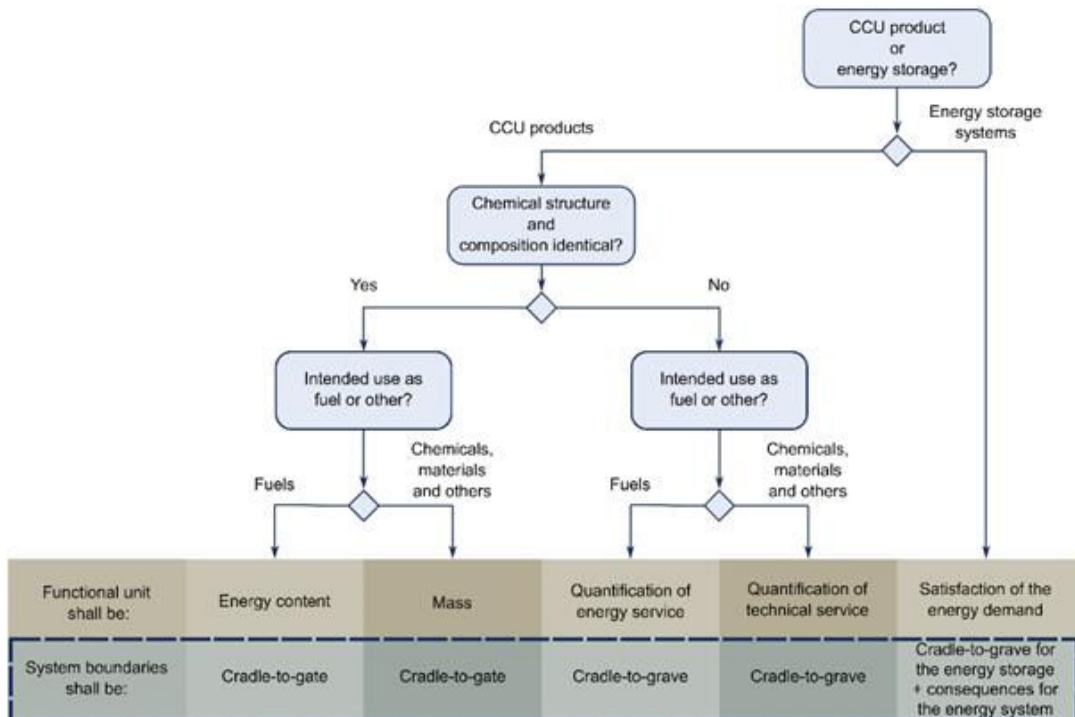 CCU product
or
energy storage?
Energy storage
systems
CCU products
Chemical structure
and
composition identical?
Yes
No
Intended use as
fuel or other?
Intended use as
fuel or other?
Chemicals,
materials
and others
Fuels
Chemicals,
materials
and others
Fuels
Functional unit
shall be:
Energy content
Mass
Quantification of
energy service
Quantification of
technical service
Satisfaction of the
energy demand
System boundaries
shall be:
Cradle-to-gate
Cradle-to-gate
Cradle-to-grave
Cradle-to-grave
Cradle-to-grave for
the energy storage
+ consequences for
the energy system